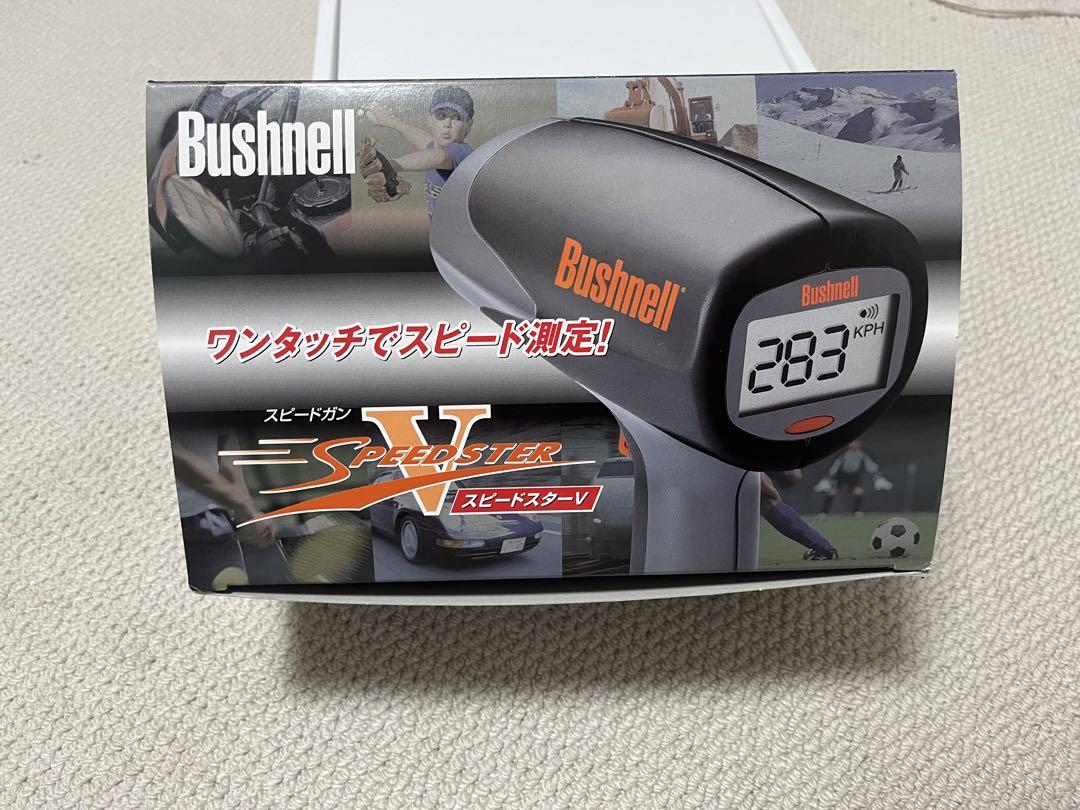 Bushnell
Bushnell
Bushnell
283 KPH
ワンタッチでスピード測定!
スピードガン
SPEEDSTER V
スピードスターV